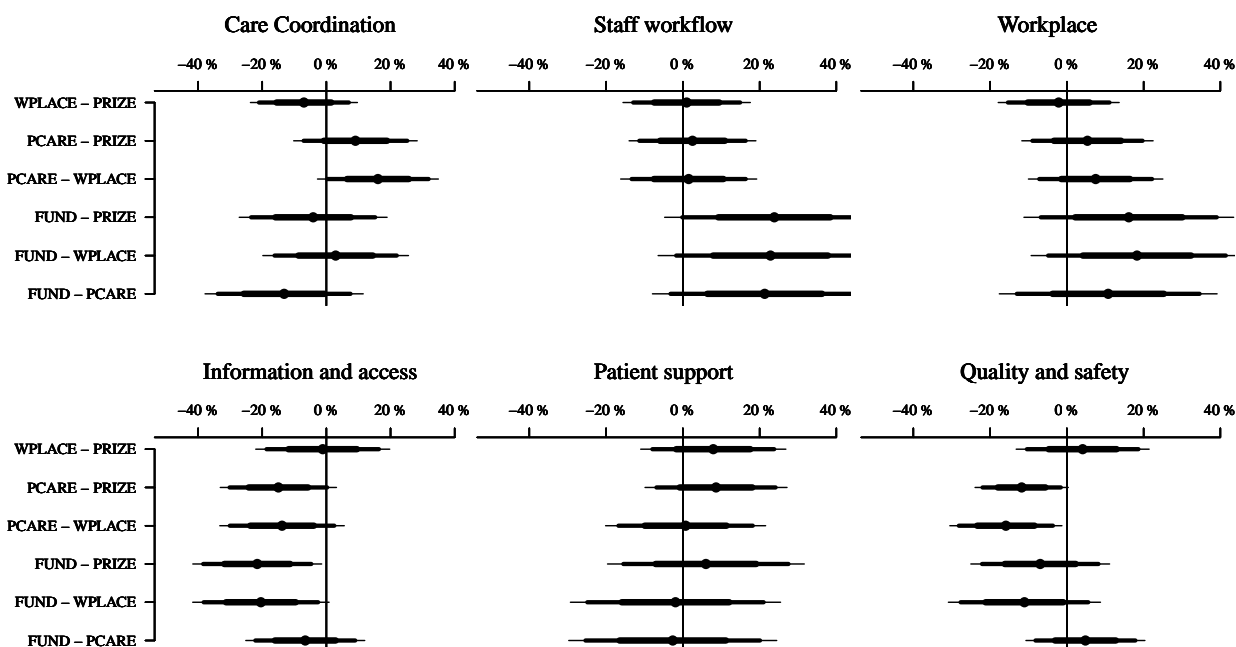 Care Coordination Staff workflow Workplace
−40 % −20 % 0 % 20 % 40 % −40 % −20 % 0 % 20 % 40 % −40 % −20 % 0 % 20 % 40 %
WPLACE − PRIZE
PCARE − PRIZE
PCARE − WPLACE
FUND − PRIZE
FUND − WPLACE
FUND − PCARE
Information and access Patient support Quality and safety
−40 % −20 % 0 % 20 % 40 % −40 % −20 % 0 % 20 % 40 % −40 % −20 % 0 % 20 % 40 %
WPLACE − PRIZE
PCARE − PRIZE
PCARE − WPLACE
FUND − PRIZE
FUND − WPLACE
FUND − PCARE